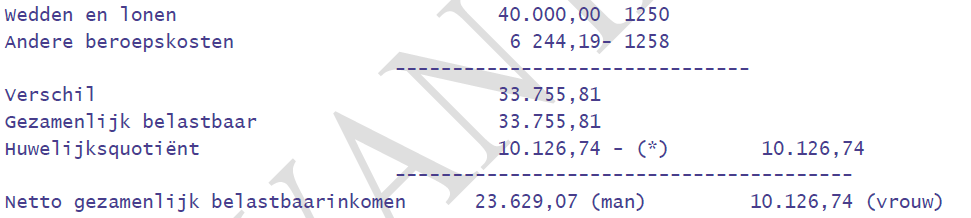 Wedden en lonen 40.000,00 1250
Andere beroepskosten 6 244,19- 1258
---------------------------------
Verschil 33.755,81
Gezamenlijk belastbaar 33.755,81
Huwelijksquotiënt 10.126,74 - (*) 10.126,74
-------------------------------------------
Netto gezamenlijk belastbaarinkomen 23.629,07 (man) 10.126,74 (vrouw)